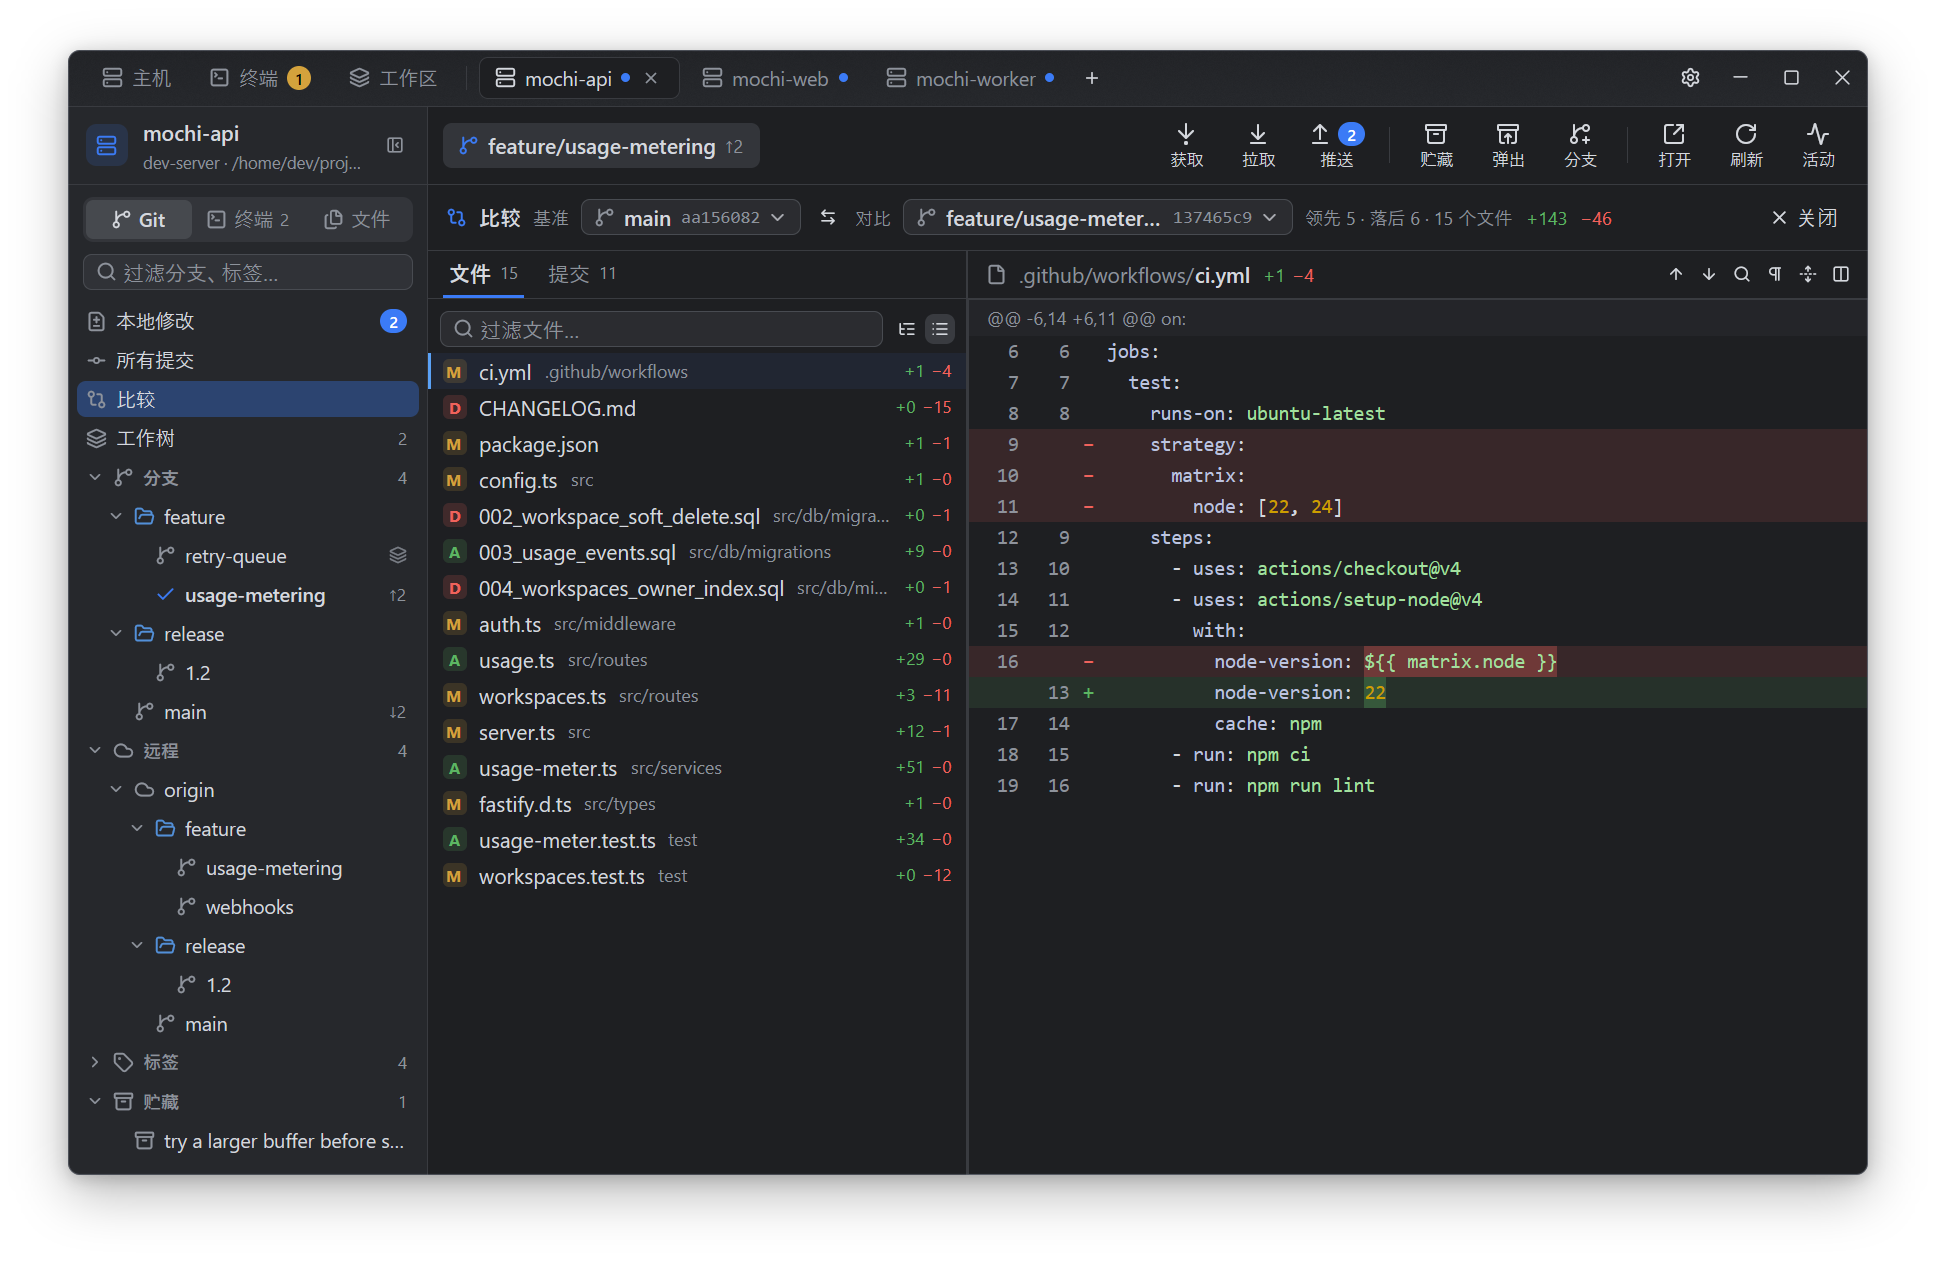 主机 终端 1 工作区 mochi-api mochi-web mochi-worker
mochi-api
dev-server · /home/dev/proj...
Git 终端 2 文件
过滤分支、标签...
本地修改 2
所有提交
比较
工作树 2
分支 4
feature
retry-queue
usage-metering ↑2
release
1.2
main ↓2
远程 4
origin
feature
usage-metering
webhooks
release
1.2
main
标签 4
贮藏 1
try a larger buffer before s...
feature/usage-metering ↑2
获取 拉取 推送 2 贮藏 弹出 分支 打开 刷新 活动
比较 基准 main aa156082 对比 feature/usage-meter... 137465c9 领先 5 · 落后 6 · 15 个文件 +143 −46 关闭
文件 15 提交 11
过滤文件...
M ci.yml .github/workflows +1 −4
D CHANGELOG.md +0 −15
M package.json +1 −1
M config.ts src +1 −0
D 002_workspace_soft_delete.sql src/db/migra... +0 −1
A 003_usage_events.sql src/db/migrations +9 −0
D 004_workspaces_owner_index.sql src/db/mi... +0 −1
M auth.ts src/middleware +1 −0
A usage.ts src/routes +29 −0
M workspaces.ts src/routes +3 −11
M server.ts src +12 −1
A usage-meter.ts src/services +51 −0
M fastify.d.ts src/types +1 −0
A usage-meter.test.ts test +34 −0
M workspaces.test.ts test +0 −12
.github/workflows/ci.yml +1 −4
@@ -6,14 +6,11 @@ on:
6 6 jobs:
7 7 test:
8 8 runs-on: ubuntu-latest
9 − strategy:
10 − matrix:
11 − node: [22, 24]
12 9 steps:
13 10 - uses: actions/checkout@v4
14 11 - uses: actions/setup-node@v4
15 12 with:
16 − node-version: ${{ matrix.node }}
13 + node-version: 22
17 14 cache: npm
18 15 - run: npm ci
19 16 - run: npm run lint